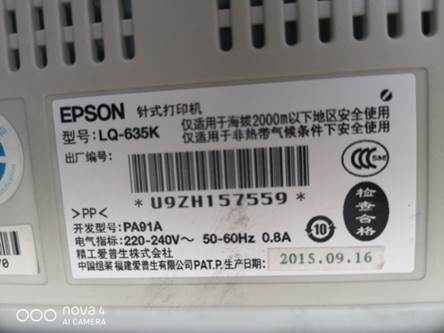 EPSON 针式打印机
型号: LQ-635K
仅适用于海拔2000m以下地区安全使用
仅适用于非热带气候条件下安全使用
出厂编号:
* U9ZH157559 *
CCC
>PP<
检查合格
开发型号: PA91A
电气指标: 220-240V~ 50-60Hz 0.8A
10
精工爱普生株式会社
中国组装 福建爱普生 INC PAT.P. 生产日期: 2015.09.16
70
nova 4
AI CAMERA